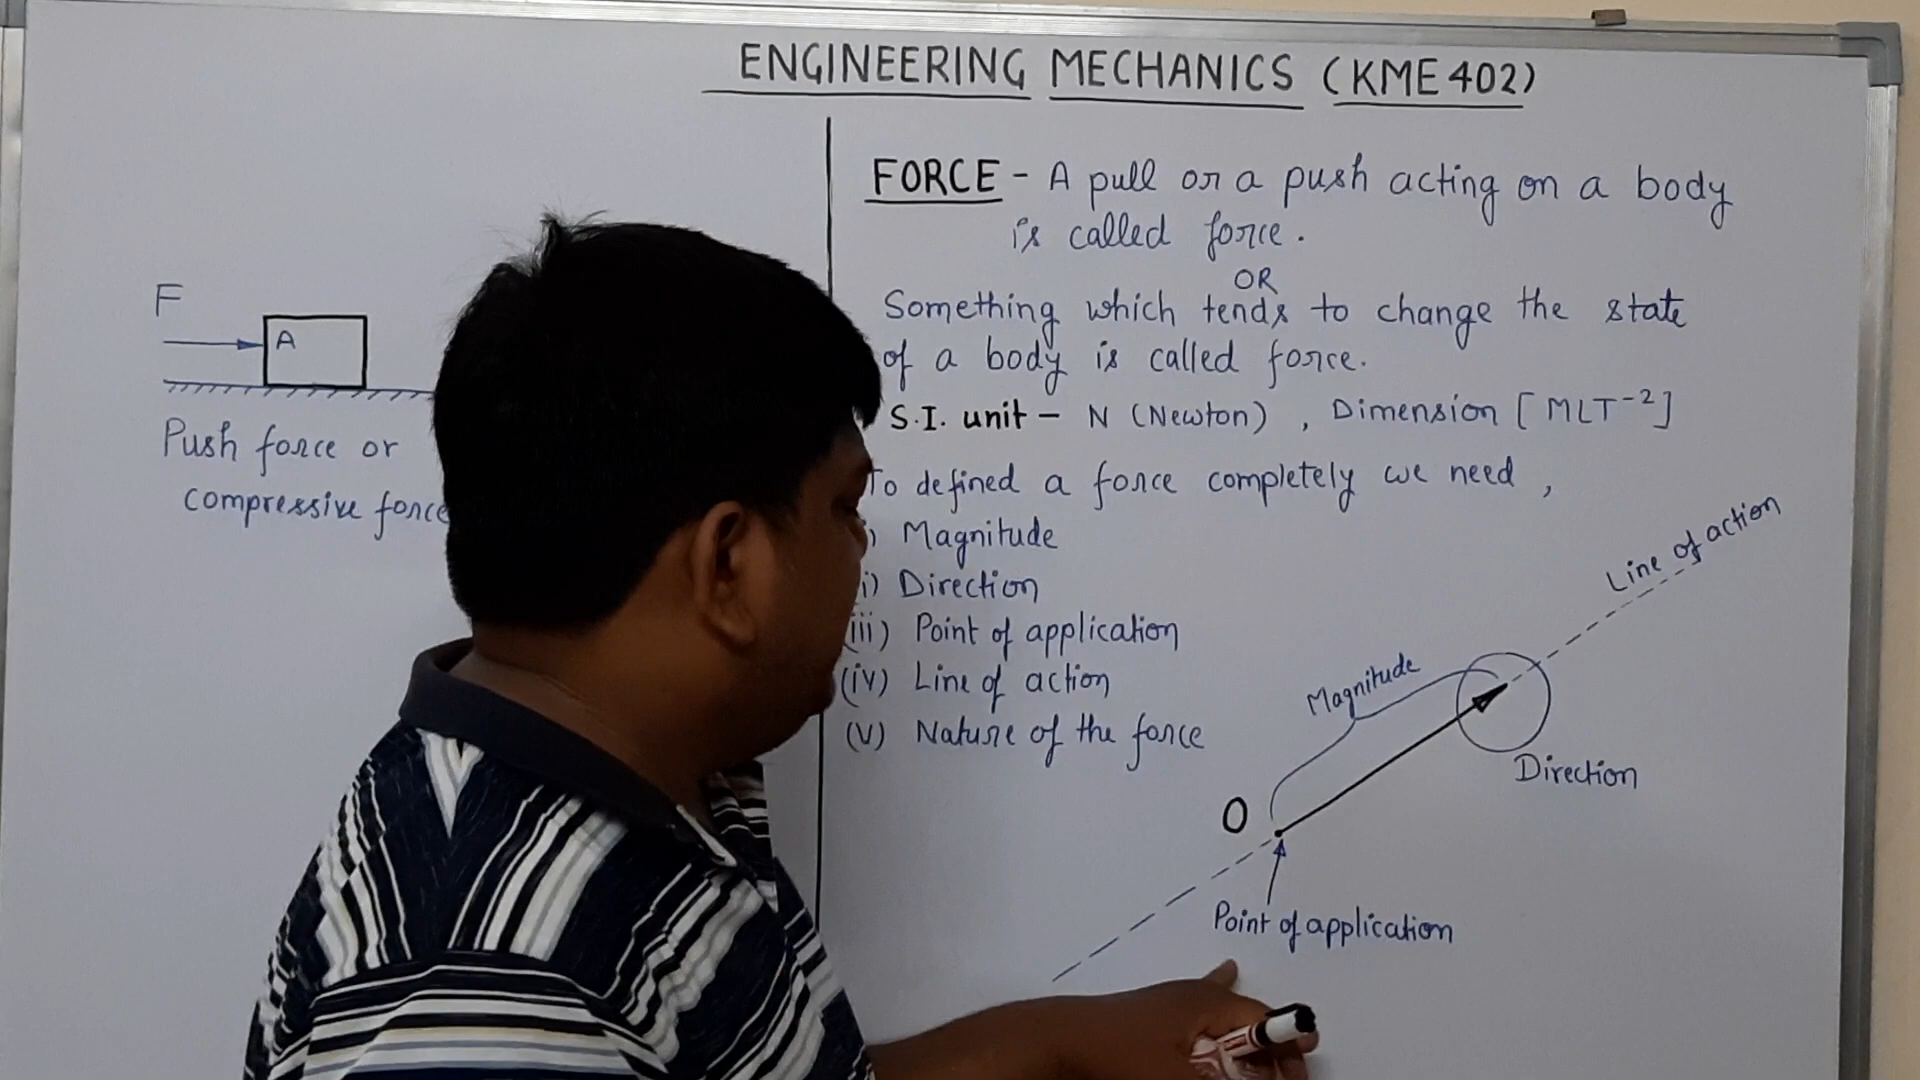 ENGINEERING MECHANICS (KME 402)
F
A
Push force or
compressive force
FORCE - A pull or a push acting on a body
is called force.
OR
Something which tends to change the state
of a body is called force.
S.I. unit - N (Newton), Dimension [MLT⁻²]
To defined a force completely we need,
) Magnitude
i) Direction
(iii) Point of application
(iv) Line of action
(v) Nature of the force
Line of action
Magnitude
Direction
O
Point of application